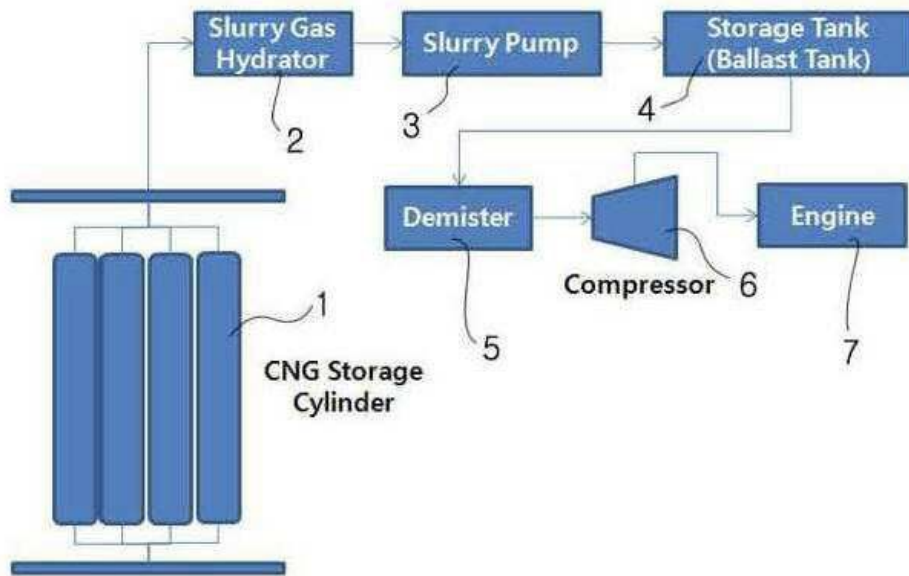 Slurry Gas
Hydrator
2
Slurry Pump
3
Storage Tank
(Ballast Tank)
4
Demister
5
Compressor
6
Engine
7
1
CNG Storage
Cylinder